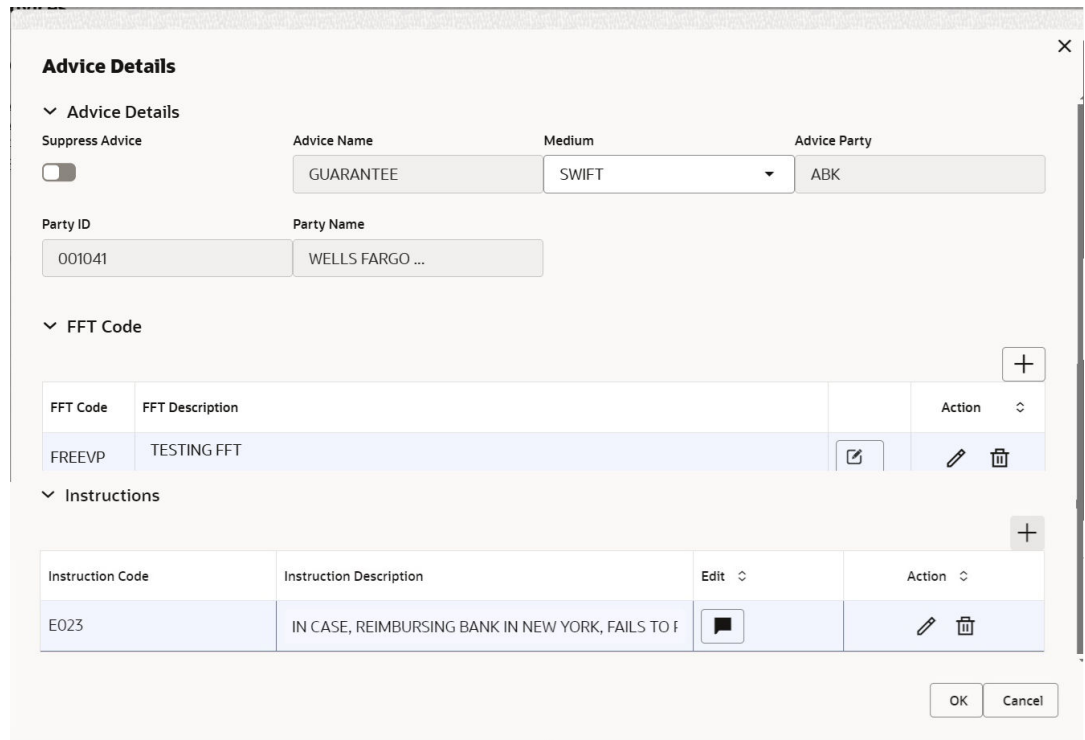 Advice Details
Advice Details
Suppress Advice Advice Name Medium Advice Party
GUARANTEE SWIFT ABK
Party ID Party Name
001041 WELLS FARGO ...
FFT Code
FFT Code FFT Description Action
FREEVP TESTING FFT
Instructions
Instruction Code Instruction Description Edit Action
E023 IN CASE, REIMBURSING BANK IN NEW YORK, FAILS TO
OK Cancel